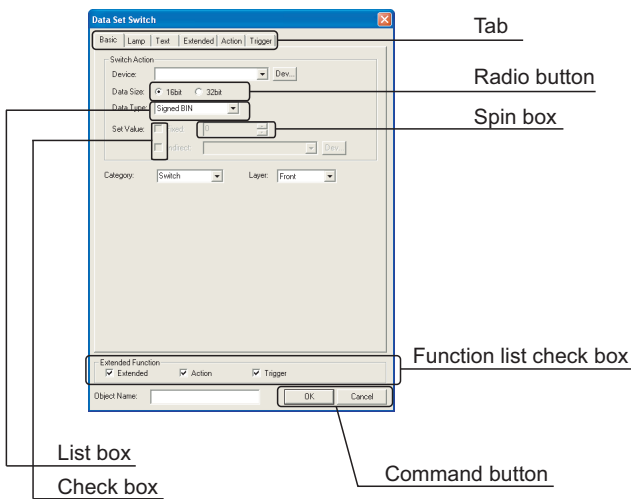 Data Set Switch
Tab
Basic Lamp Text Extended Action Trigger
Switch Action
Device: Dev...
Radio button
Data Size: 16bit 32bit
Data Type: Signed BIN
Spin box
Set Value: Fixed 0
Indirect: Dev...
Category: Switch Layer: Front
Function list check box
Extended Function
Extended Action Trigger
Object Name: OK Cancel
List box
Command button
Check box